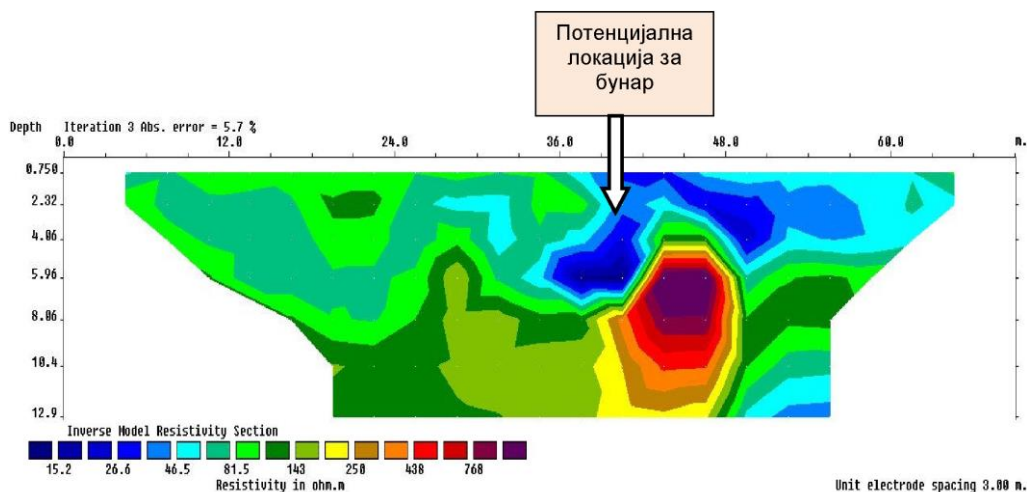 Потенцијална
локација за
бунар
Depth Iteration 3 Abs. error = 5.7 %
0.0 12.0 24.0 36.0 48.0 60.0 m.
0.750
2.32
4.06
5.96
8.06
10.4
12.9
Inverse Model Resistivity Section
15.2 26.6 46.5 81.5 143 250 438 768
Resistivity in ohm.m
Unit electrode spacing 3.00 m.